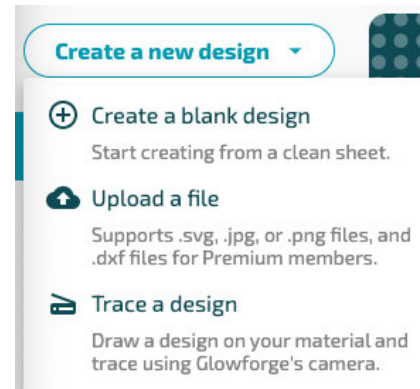 Create a new design
Create a blank design
Start creating from a clean sheet.
Upload a file
Supports .svg, .jpg, or .png files, and
.dxf files for Premium members.
Trace a design
Draw a design on your material and
trace using Glowforge's camera.